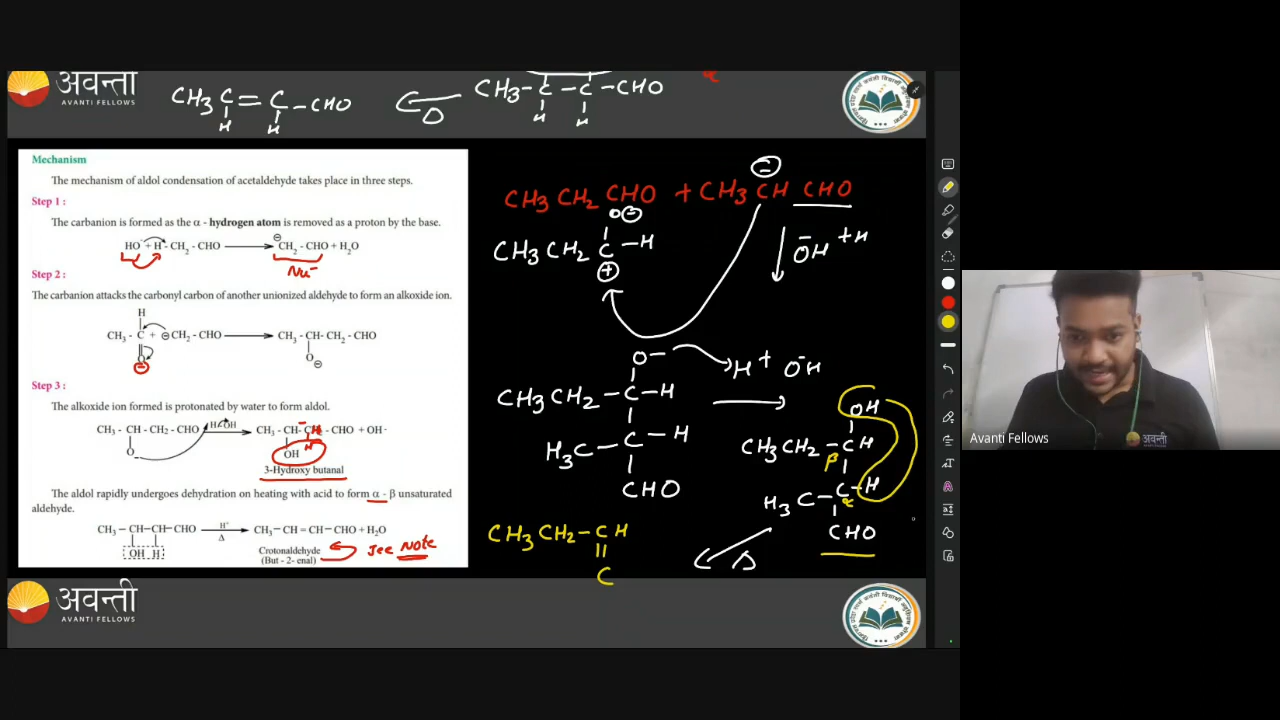 अवन्ती
AVANTI FELLOWS
CH3 C = C - CHO
H H
Δ
CH3 - C - C - CHO
H H
Mechanism
The mechanism of aldol condensation of acetaldehyde takes place in three steps.
Step 1 :
The carbanion is formed as the α - hydrogen atom is removed as a proton by the base.
HO + H - CH2 - CHO ⟶ ⊖CH2 - CHO + H2O
Nu-
Step 2 :
The carbanion attacks the carbonyl carbon of another unionized aldehyde to form an alkoxide ion.
H
CH3 - C + ⊖CH2 - CHO ⟶ CH3 - CH- CH2 - CHO
O ⊖
Step 3 :
The alkoxide ion formed is protonated by water to form aldol.
CH3 - CH - CH2 - CHO ⟶ CH3 - CH- - CHO + OH-
H-OH
O H
OH
3-Hydroxy butanal
The aldol rapidly undergoes dehydration on heating with acid to form α - β unsaturated
aldehyde.
CH3 – CH–CH–CHO ⟶ CH3 – CH = CH – CHO + H2O
H+
Δ
OH H
Crotonaldehyde
(But - 2 - enal)
See Note
CH3 CH2 CHO + CH3 CH CHO
⊖
O ⊖
CH3 CH2 C - H
⊕
ŌH + H
O -
CH3CH2 - C - H
H3C - C - H
CHO
H+ ŌH
OH
CH3 CH2 - C H
β
H3 C - C - H
α
CHO
Δ
CH3 CH2 - C H
||
C
अवन्ती
Avanti Fellows
अवन्ती
AVANTI FELLOWS